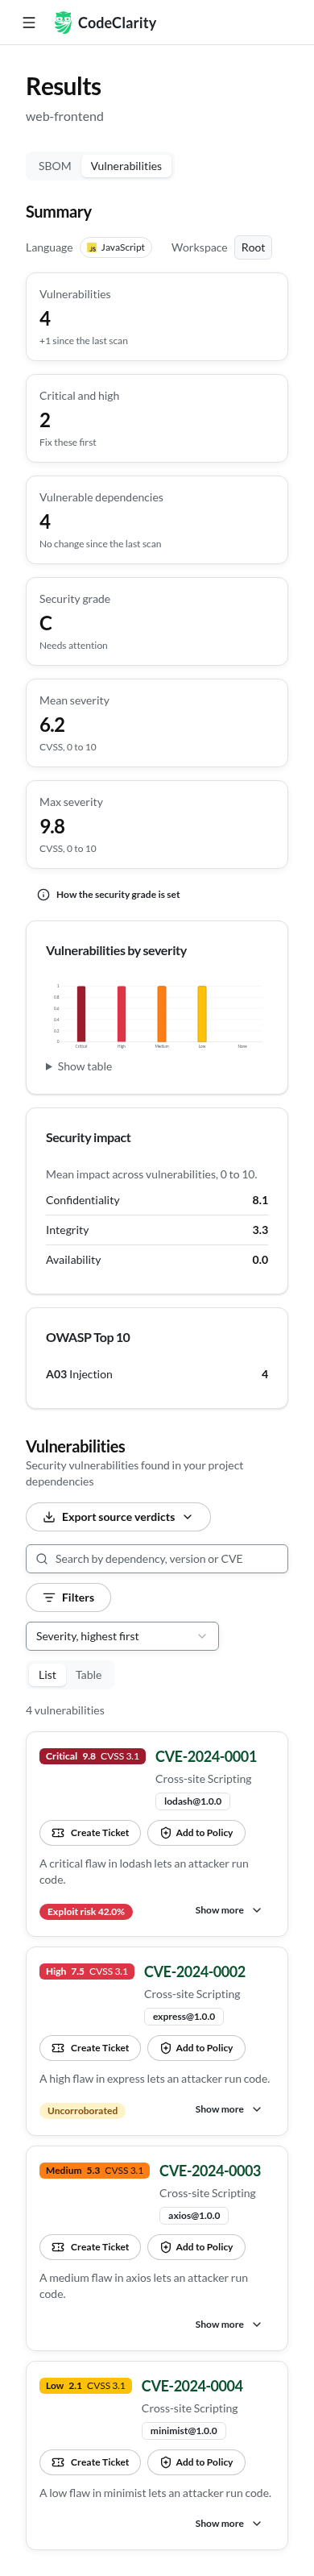 CodeClarity
Results
web-frontend
SBOM Vulnerabilities
Summary
Language JS JavaScript Workspace Root
Vulnerabilities
4
+1 since the last scan
Critical and high
2
Fix these first
Vulnerable dependencies
4
No change since the last scan
Security grade
C
Needs attention
Mean severity
6.2
CVSS, 0 to 10
Max severity
9.8
CVSS, 0 to 10
How the security grade is set
Vulnerabilities by severity
1
0.8
0.6
0.4
0.2
0
Critical High Medium Low None
Show table
Security impact
Mean impact across vulnerabilities, 0 to 10.
Confidentiality 8.1
Integrity 3.3
Availability 0.0
OWASP Top 10
A03 Injection 4
Vulnerabilities
Security vulnerabilities found in your project
dependencies
Export source verdicts
Search by dependency, version or CVE
Filters
Severity, highest first
List Table
4 vulnerabilities
Critical 9.8 CVSS 3.1 CVE-2024-0001
Cross-site Scripting
lodash@1.0.0
Create Ticket Add to Policy
A critical flaw in lodash lets an attacker run
code.
Exploit risk 42.0% Show more
High 7.5 CVSS 3.1 CVE-2024-0002
Cross-site Scripting
express@1.0.0
Create Ticket Add to Policy
A high flaw in express lets an attacker run code.
Uncorroborated Show more
Medium 5.3 CVSS 3.1 CVE-2024-0003
Cross-site Scripting
axios@1.0.0
Create Ticket Add to Policy
A medium flaw in axios lets an attacker run
code.
Show more
Low 2.1 CVSS 3.1 CVE-2024-0004
Cross-site Scripting
minimist@1.0.0
Create Ticket Add to Policy
A low flaw in minimist lets an attacker run code.
Show more